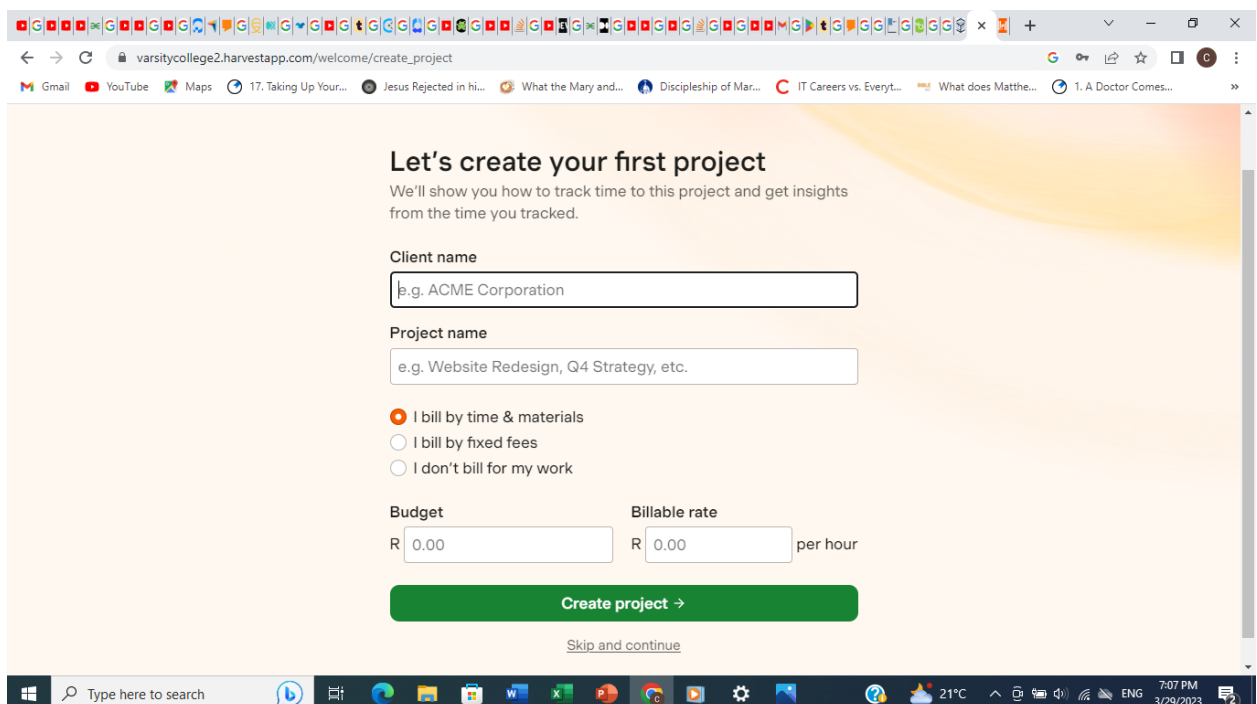 varsitycollege2.harvestapp.com/welcome/create_project
Gmail YouTube Maps 17. Taking Up Your... Jesus Rejected in hi... What the Mary and... Discipleship of Mar... IT Careers vs. Everyt... What does Matthe... 1. A Doctor Comes... »
Let's create your first project
We'll show you how to track time to this project and get insights
from the time you tracked.
Client name
e.g. ACME Corporation
Project name
e.g. Website Redesign, Q4 Strategy, etc.
I bill by time & materials
I bill by fixed fees
I don't bill for my work
Budget Billable rate
R 0.00 R 0.00 per hour
Create project →
Skip and continue
Type here to search 21°C ENG 7:07 PM
3/29/2023